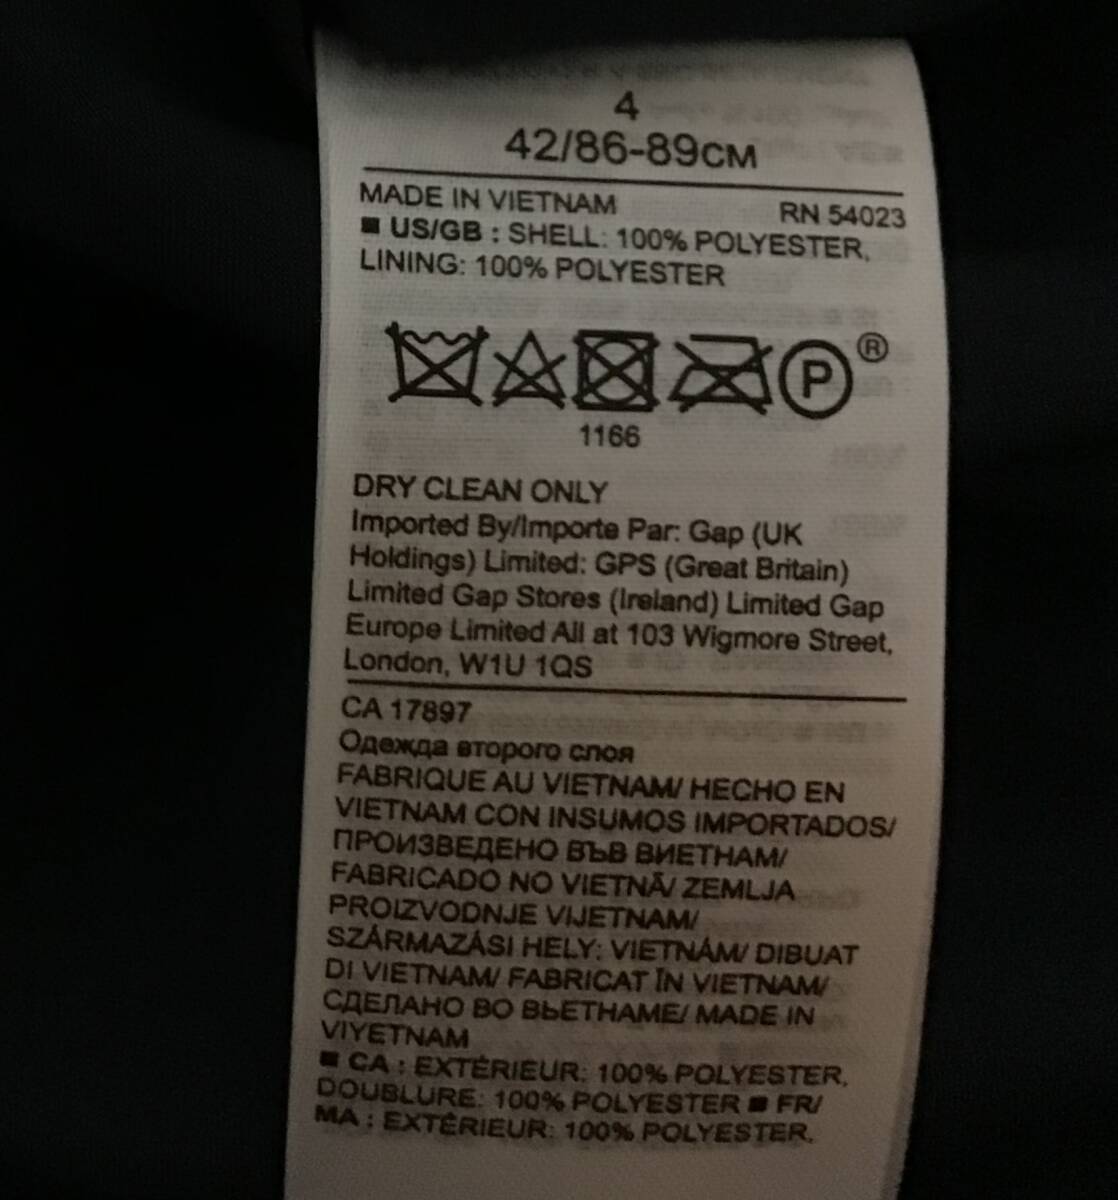 4
42/86-89СМ
MADE IN VIETNAM RN 54023
■ US/GB : SHELL: 100% POLYESTER,
LINING: 100% POLYESTER
P ®
1166
DRY CLEAN ONLY
Imported By/Importe Par: Gap (UK
Holdings) Limited: GPS (Great Britain)
Limited Gap Stores (Ireland) Limited Gap
Europe Limited All at 103 Wigmore Street,
London, W1U 1QS
CA 17897
Одежда второго слоя
FABRIQUE AU VIETNAM/ HECHO EN
VIETNAM CON INSUMOS IMPORTADOS/
ПРОИЗВЕДЕНО ВЪВ ВИЕТНАМ/
FABRICADO NO VIETNÃ/ ZEMLJA
PROIZVODNJE VIJETNAM/
SZÁRMAZÁSI HELY: VIETNÁM/ DIBUAT
DI VIETNAM/ FABRICAT ÎN VIETNAM/
СДЕЛАНО ВО ВЬЕТНАМЕ/ MADE IN
VIYETNAM
■ CA : EXTÉRIEUR: 100% POLYESTER,
DOUBLURE: 100% POLYESTER ■ FR/
MA : EXTÉRIEUR: 100% POLYESTER,